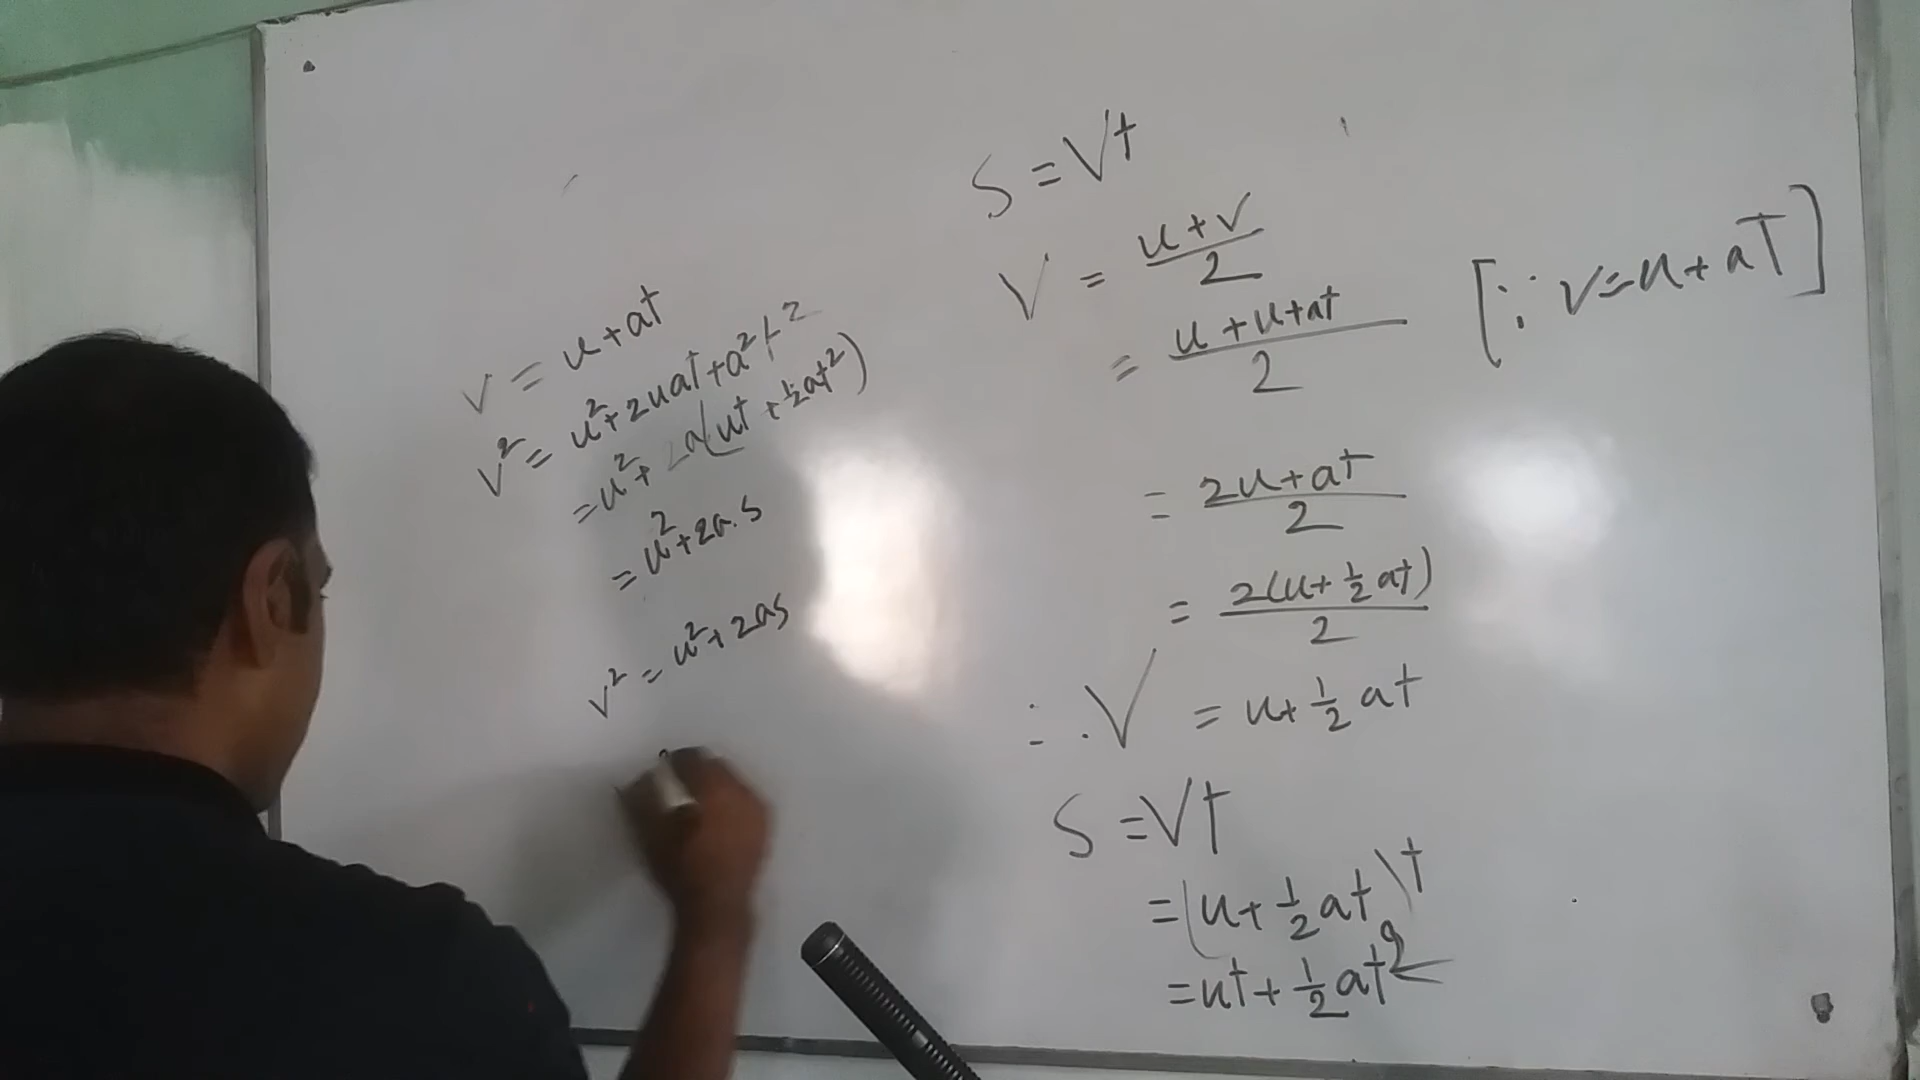 v = u+at
v² = u²+2uat+a²t²
= u²+2a(ut+½at²)
= u²+2a.s
v² = u²+2as
S = Vt
V = u+v/2
= u+u+at/2 [∵ v=u+aT]
= 2u+at/2
= 2(u+½at)/2
∴ V = u+½at
S = Vt
= (u+½at)t
= ut+½at²